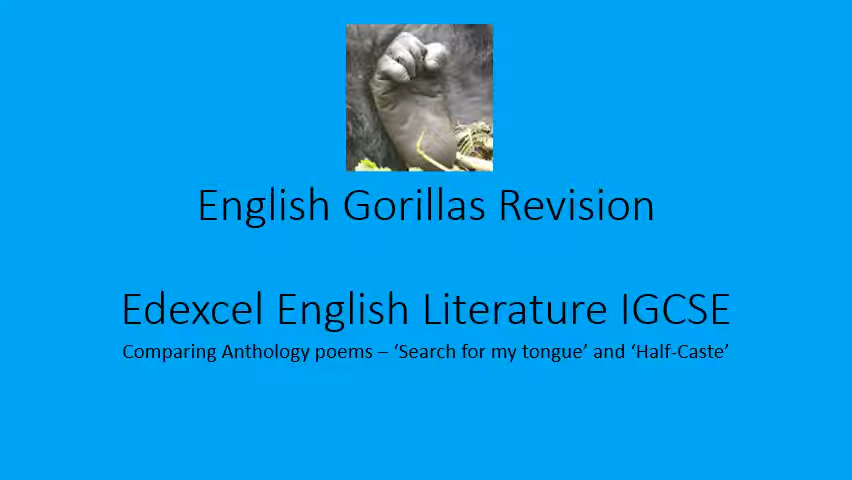 English Gorillas Revision
Edexcel English Literature IGCSE
Comparing Anthology poems – ‘Search for my tongue’ and ‘Half-Caste’